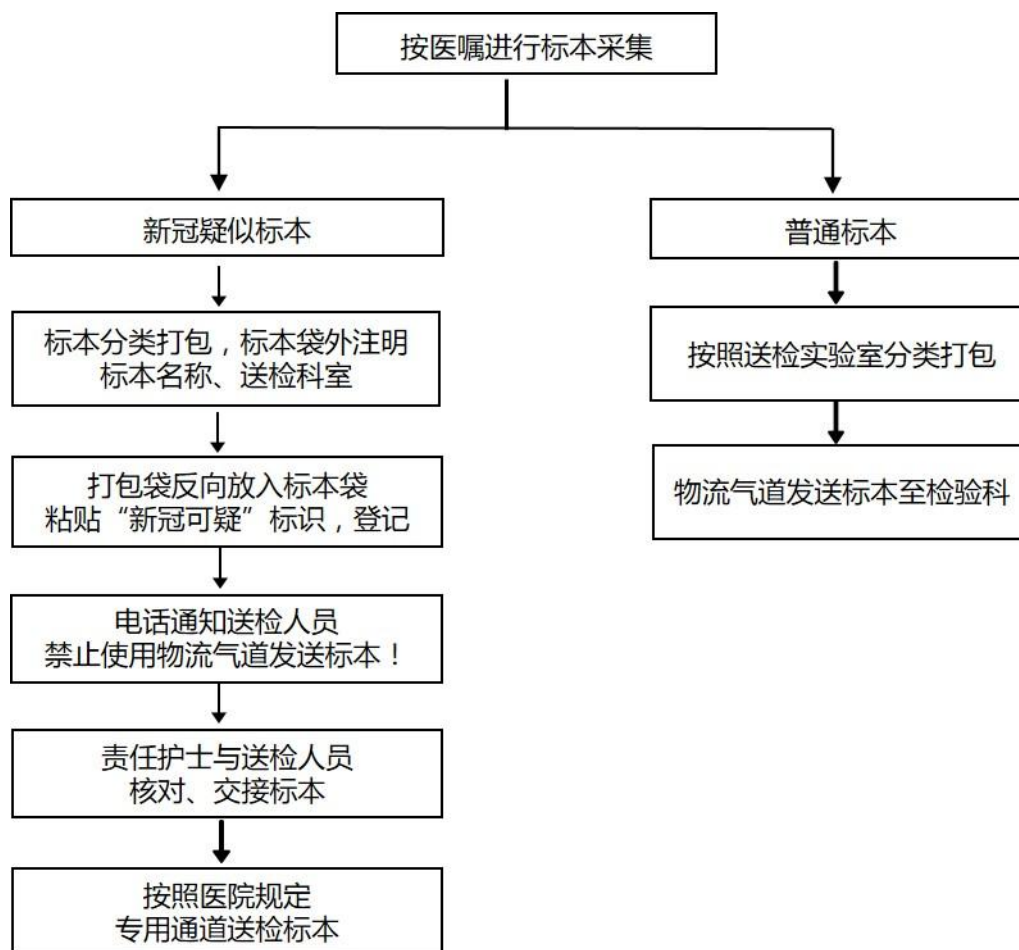 按医嘱进行标本采集
新冠疑似标本
标本分类打包，标本袋外注明
标本名称、送检科室
打包袋反向放入标本袋
粘贴“新冠可疑”标识，登记
电话通知送检人员
禁止使用物流气道发送标本！
责任护士与送检人员
核对、交接标本
按照医院规定
专用通道送检标本
普通标本
按照送检实验室分类打包
物流气道发送标本至检验科